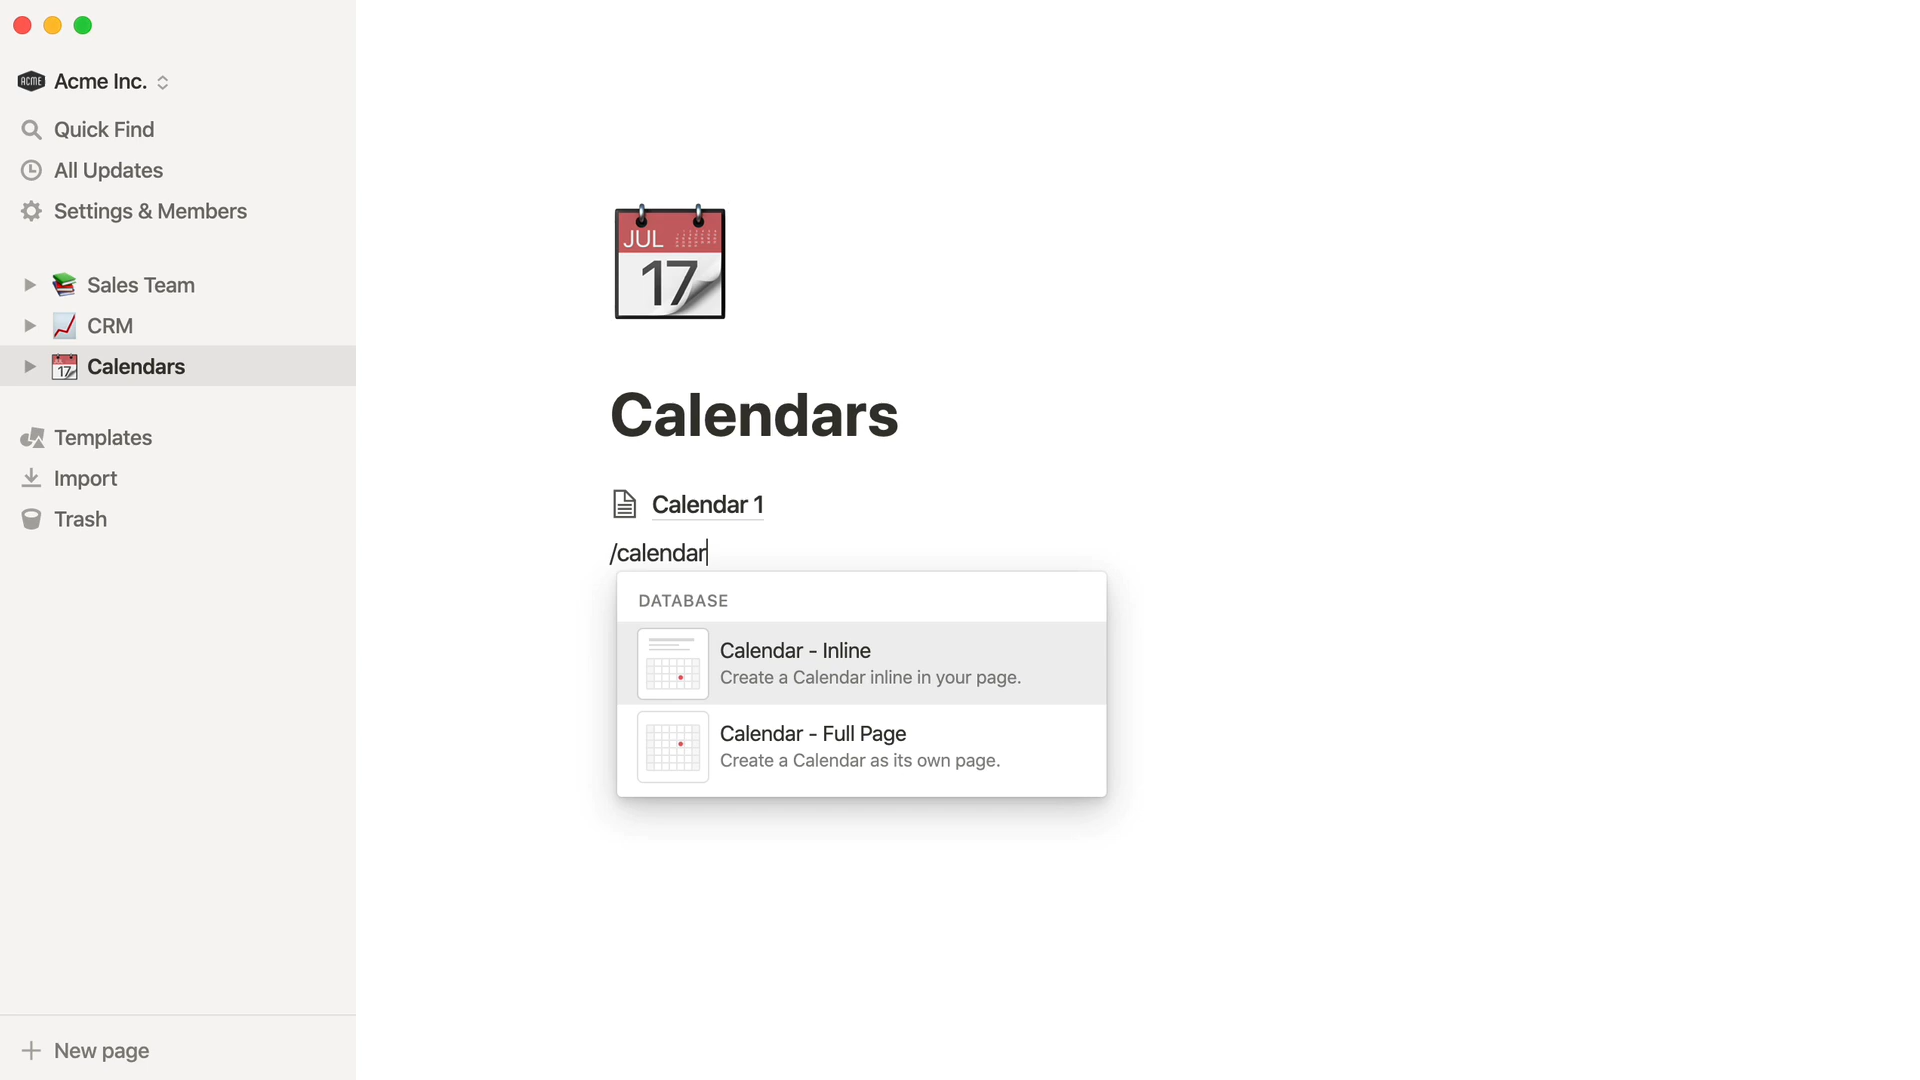 ACME Acme Inc.
Quick Find
All Updates
Settings & Members
Sales Team
CRM
17 Calendars
Templates
Import
Trash
New page
JUL
17
Calendars
Calendar 1
/calendar
DATABASE
Calendar - Inline
Create a Calendar inline in your page.
Calendar - Full Page
Create a Calendar as its own page.